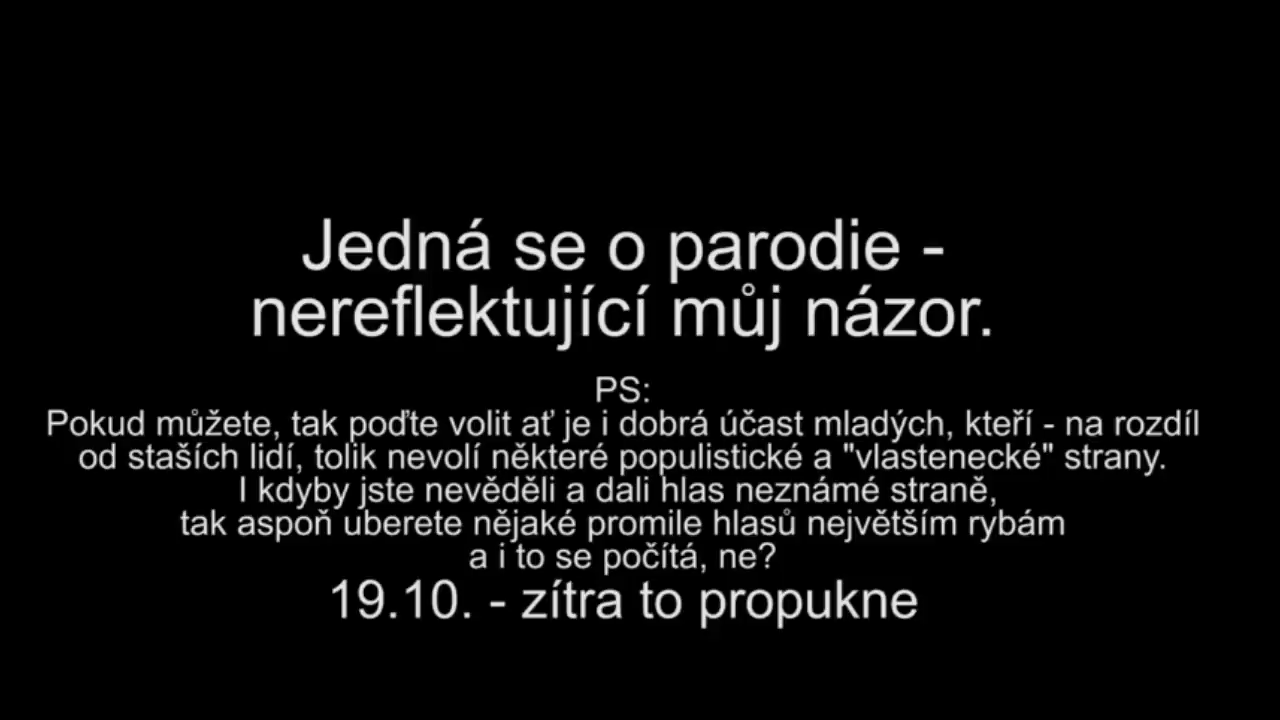 Jedná se o parodie -
nereflektující můj názor.
PS:
Pokud můžete, tak poďte volit ať je i dobrá účast mladých, kteří - na rozdíl
od staších lidí, tolik nevolí některé populistické a "vlastenecké" strany.
I kdyby jste nevěděli a dali hlas neznámé straně,
tak aspoň uberete nějaké promile hlasů největším rybám
a i to se počítá, ne?
19.10. - zítra to propukne